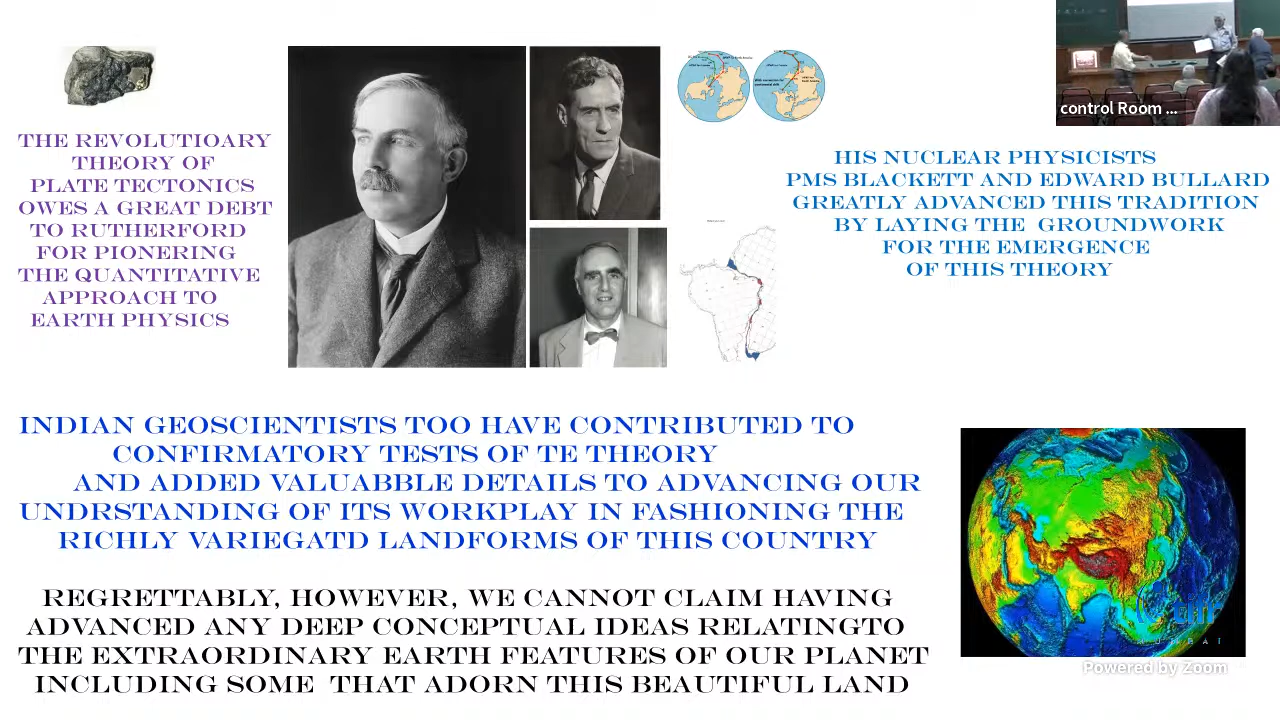 THE REVOLUTIOARY
THEORY OF
PLATE TECTONICS
OWES A GREAT DEBT
TO RUTHERFORD
FOR PIONERING
THE QUANTITATIVE
APPROACH TO
EARTH PHYSICS
control Room ...
HIS NUCLEAR PHYSICISTS
PMS BLACKETT AND EDWARD BULLARD
GREATLY ADVANCED THIS TRADITION
BY LAYING THE GROUNDWORK
FOR THE EMERGENCE
OF THIS THEORY
INDIAN GEOSCIENTISTS TOO HAVE CONTRIBUTED TO
CONFIRMATORY TESTS OF TE THEORY
AND ADDED VALUABBLE DETAILS TO ADVANCING OUR
UNDRSTANDING OF ITS WORKPLAY IN FASHIONING THE
RICHLY VARIEGATD LANDFORMS OF THIS COUNTRY
REGRETTABLY, HOWEVER, WE CANNOT CLAIM HAVING
ADVANCED ANY DEEP CONCEPTUAL IDEAS RELATINGTO
THE EXTRAORDINARY EARTH FEATURES OF OUR PLANET
INCLUDING SOME THAT ADORN THIS BEAUTIFUL LAND
Powered by Zoom